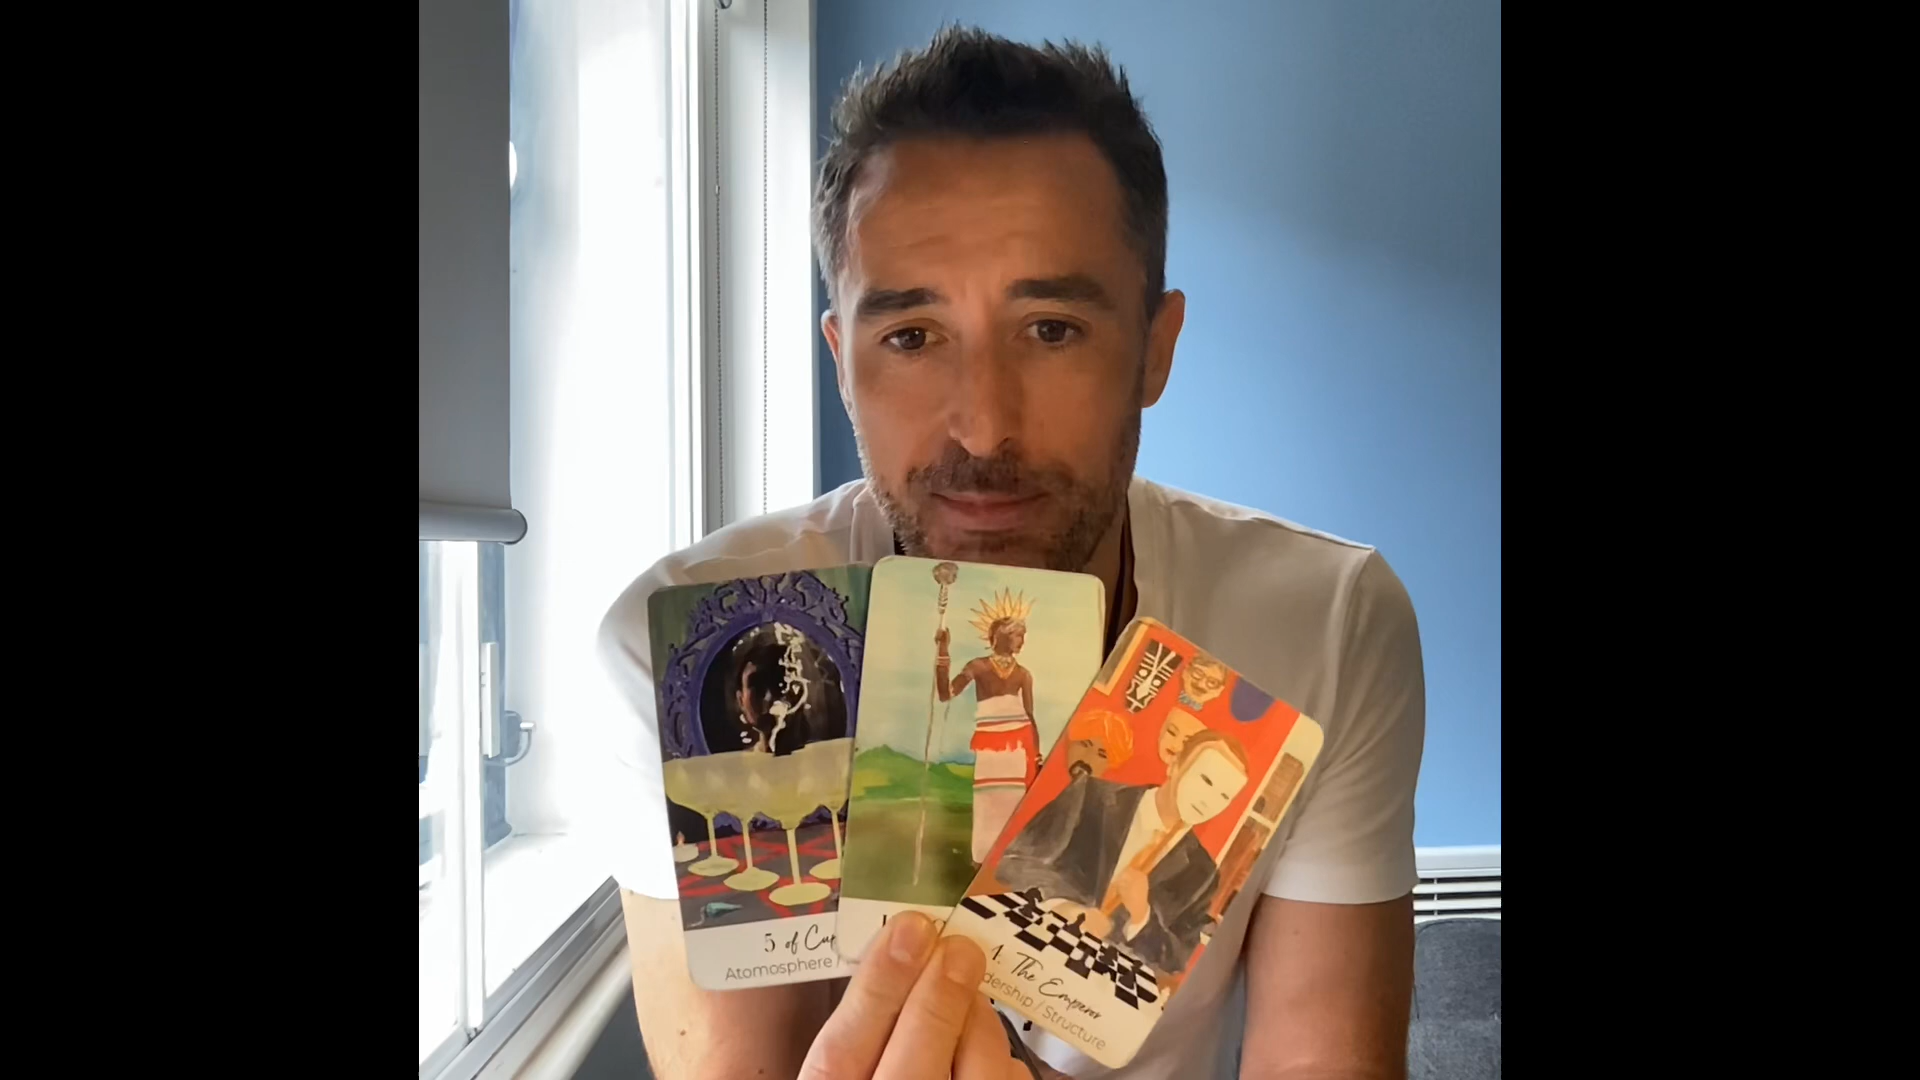 5 of Cup
Atomosphere /
1. The Emperor
dership / Structure